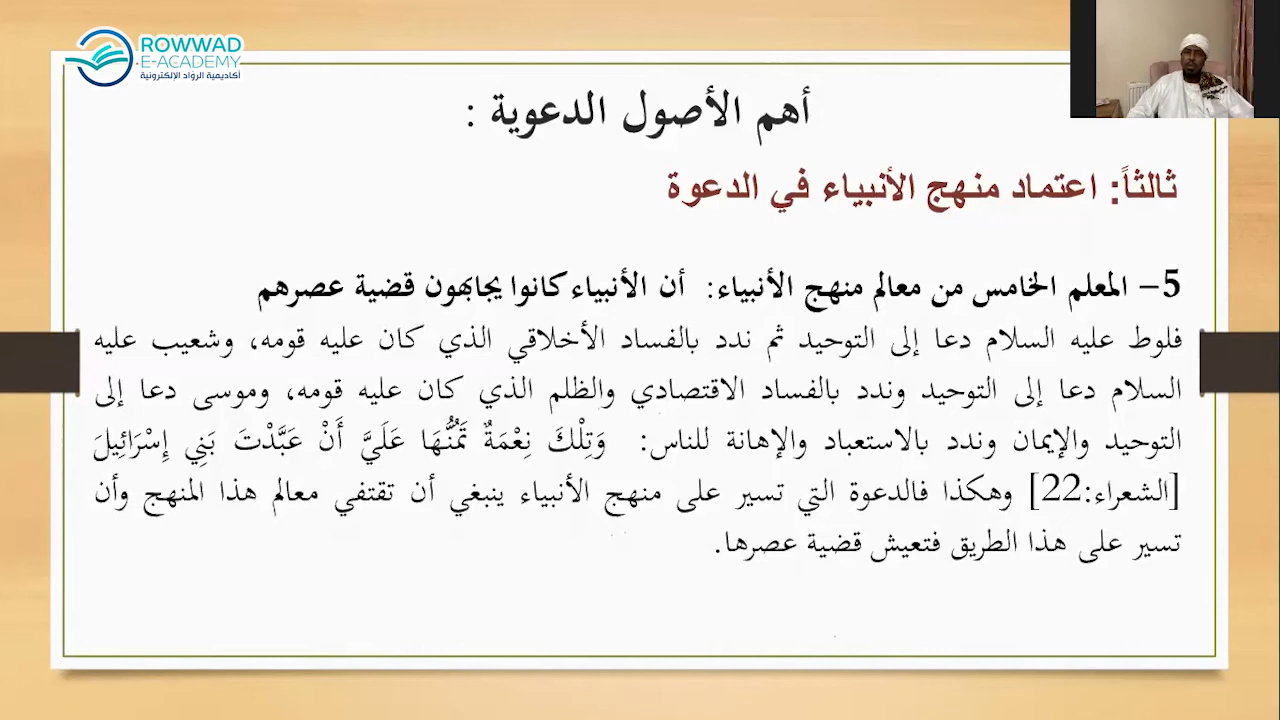 ROWWAD
E-ACADEMY
أكاديمية الرواد الإلكترونية
أهم الأصول الدعوية :
ثالثاً: اعتماد منهج الأنبياء في الدعوة
5- المعلم الخامس من معالم منهج الأنبياء: أن الأنبياء كانوا يجابهون قضية عصرهم
فلوط عليه السلام دعا إلى التوحيد ثم ندد بالفساد الأخلاقي الذي كان عليه قومه، وشعيب عليه
السلام دعا إلى التوحيد وندد بالفساد الاقتصادي والظلم الذي كان عليه قومه، وموسى دعا إلى
التوحيد والإيمان وندد بالاستعباد والإهانة للناس: وَتِلْكَ نِعْمَةٌ تَمُنُّهَا عَلَيَّ أَنْ عَبَّدْتَ بَنِي إِسْرَائِيلَ
[الشعراء:22] وهكذا فالدعوة التي تسير على منهج الأنبياء ينبغي أن تقتفي معالم هذا المنهج وأن
تسير على هذا الطريق فتعيش قضية عصرها.